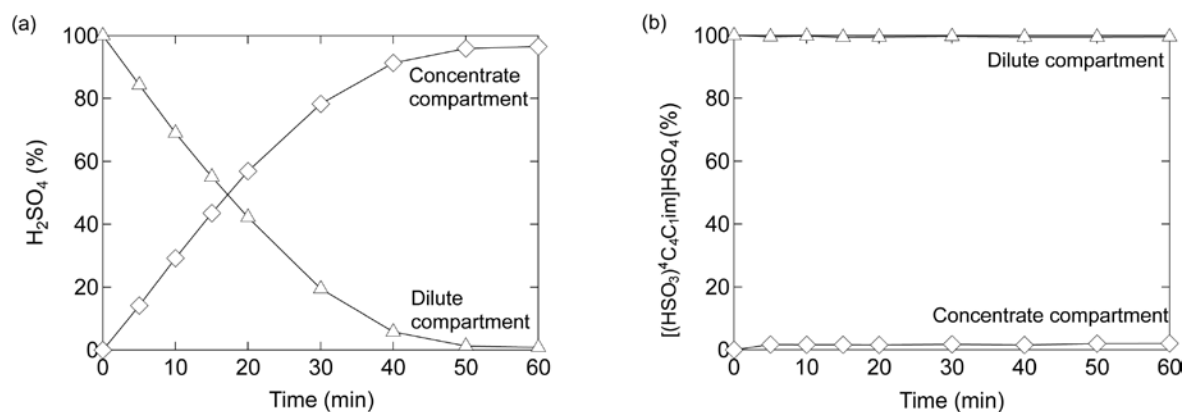 (a)
100
80
60
40
20
0
H₂SO₄ (%)
Concentrate
compartment
Dilute
compartment
0 10 20 30 40 50 60
Time (min)
(b)
100
80
60
40
20
0
[(HSO₃)⁴C₄C₁im]HSO₄ (%)
Dilute compartment
Concentrate compartment
0 10 20 30 40 50 60
Time (min)